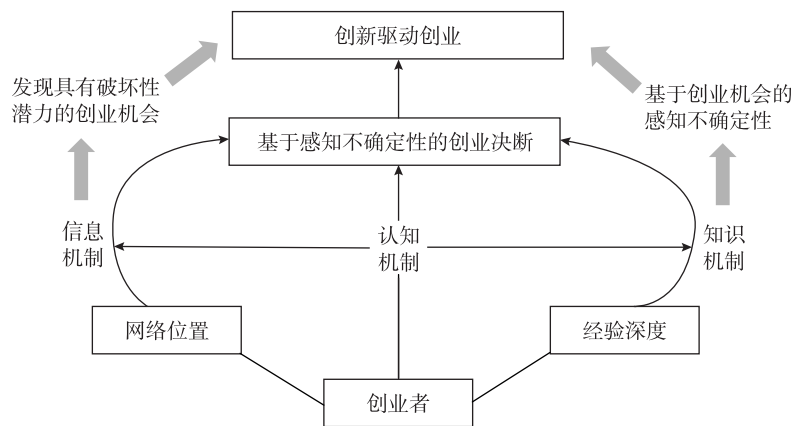 创新驱动创业
发现具有破坏性
潜力的创业机会
基于创业机会的
感知不确定性
基于感知不确定性的创业决断
信息
机制
认知
机制
知识
机制
网络位置
经验深度
创业者